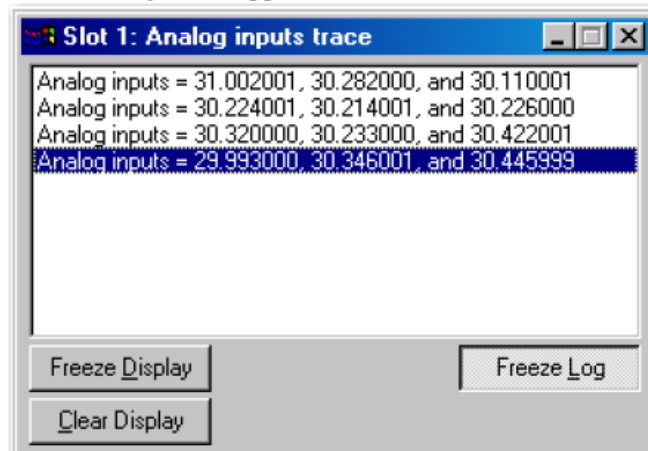 Slot 1: Analog inputs trace
Analog inputs = 31.002001, 30.282000, and 30.110001
Analog inputs = 30.224001, 30.214001, and 30.226000
Analog inputs = 30.320000, 30.233000, and 30.422001
Analog inputs = 29.993000, 30.346001, and 30.445999
Freeze Display
Freeze Log
Clear Display